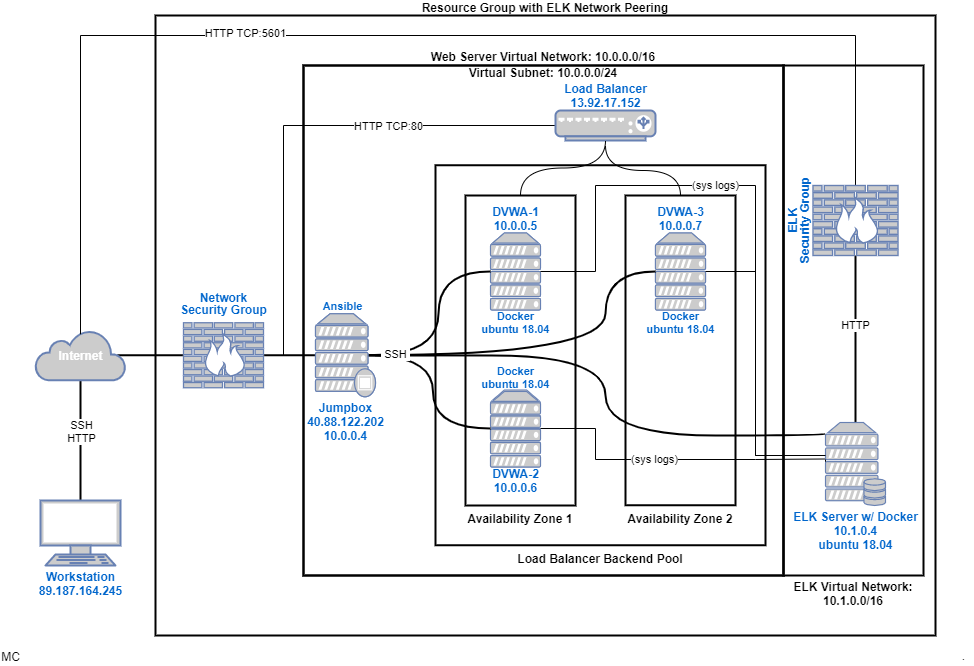 Resource Group with ELK Network Peering
HTTP TCP:5601
Web Server Virtual Network: 10.0.0.0/16
Virtual Subnet: 10.0.0.0/24
Load Balancer
13.92.17.152
HTTP TCP:80
(sys logs)
ELK
Security Group
DVWA-1
10.0.0.5
DVWA-3
10.0.0.7
Network
Security Group
Ansible
Docker
ubuntu 18.04
Docker
ubuntu 18.04
HTTP
Internet
SSH
Docker
ubuntu 18.04
Jumpbox
40.88.122.202
10.0.0.4
SSH
HTTP
(sys logs)
DVWA-2
10.0.0.6
Availability Zone 1
Availability Zone 2
ELK Server w/ Docker
10.1.0.4
ubuntu 18.04
Load Balancer Backend Pool
Workstation
89.187.164.245
ELK Virtual Network:
10.1.0.0/16
MC
.